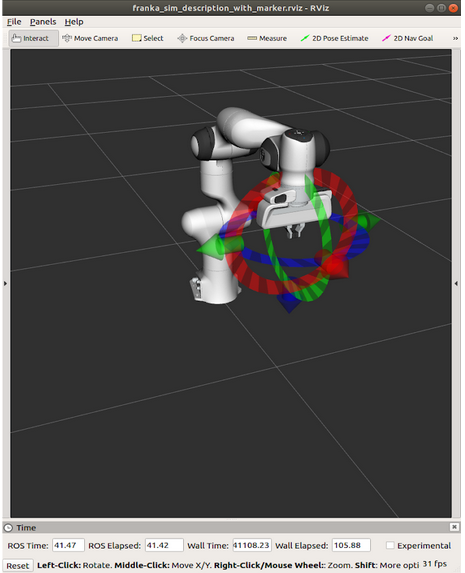 franka_sim_description_with_marker.rviz - RViz
File Panels Help
Interact Move Camera Select Focus Camera Measure 2D Pose Estimate 2D Nav Goal »
Time
ROS Time: 41.47 ROS Elapsed: 41.42 Wall Time: 41108.23 Wall Elapsed: 105.88 Experimental
Reset Left-Click: Rotate. Middle-Click: Move X/Y. Right-Click/Mouse Wheel:: Zoom. Shift: More opti 31 fps